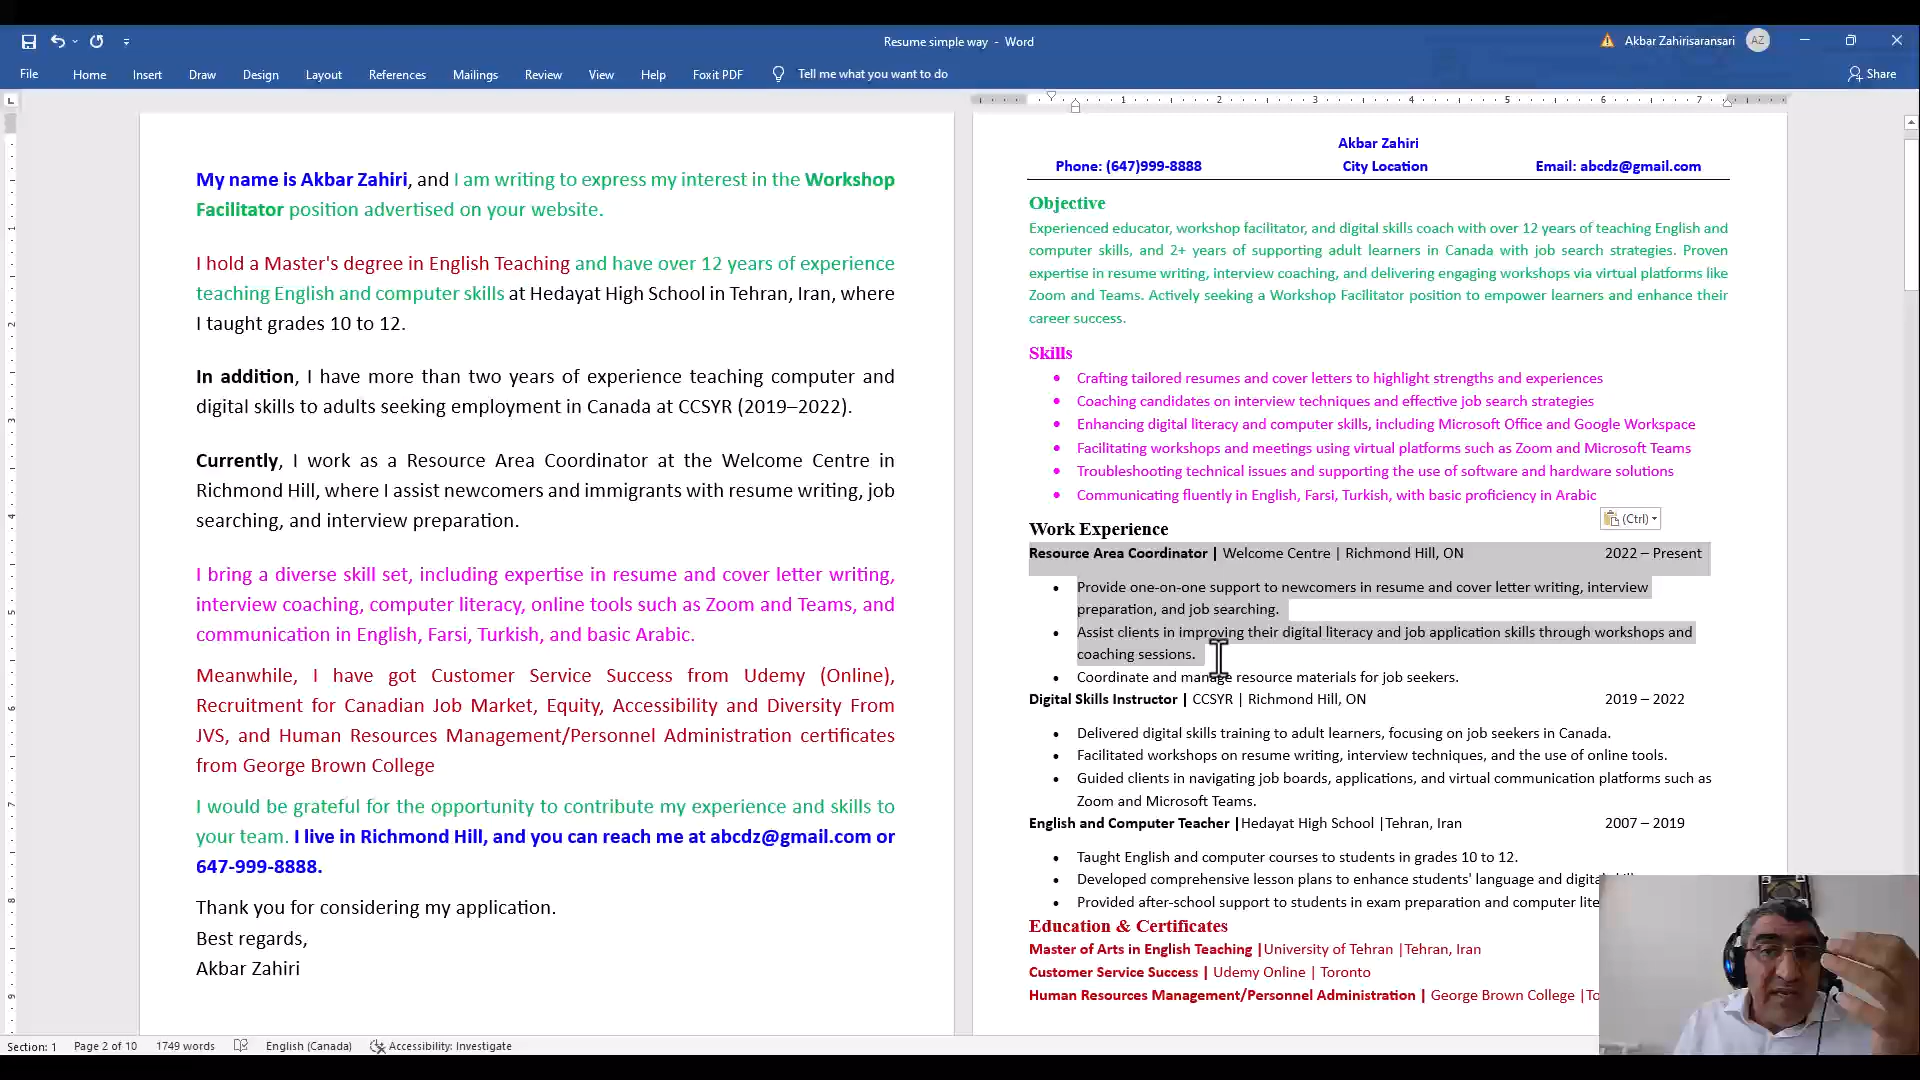 Resume simple way - Word
Akbar Zahirisaransari
AZ
File
Home
Insert
Draw
Design
Layout
References
Mailings
Review
View
Help
Foxit PDF
Tell me what you want to do
Share
L
1 2 3 4 5 6 7
My name is Akbar Zahiri, and I am writing to express my interest in the Workshop
Facilitator position advertised on your website.
I hold a Master's degree in English Teaching and have over 12 years of experience
teaching English and computer skills at Hedayat High School in Tehran, Iran, where
I taught grades 10 to 12.
In addition, I have more than two years of experience teaching computer and
digital skills to adults seeking employment in Canada at CCSYR (2019–2022).
Currently, I work as a Resource Area Coordinator at the Welcome Centre in
Richmond Hill, where I assist newcomers and immigrants with resume writing, job
searching, and interview preparation.
I bring a diverse skill set, including expertise in resume and cover letter writing,
interview coaching, computer literacy, online tools such as Zoom and Teams, and
communication in English, Farsi, Turkish, and basic Arabic.
Meanwhile, I have got Customer Service Success from Udemy (Online),
Recruitment for Canadian Job Market, Equity, Accessibility and Diversity From
JVS, and Human Resources Management/Personnel Administration certificates
from George Brown College
I would be grateful for the opportunity to contribute my experience and skills to
your team. I live in Richmond Hill, and you can reach me at abcdz@gmail.com or
647-999-8888.
Thank you for considering my application.
Best regards,
Akbar Zahiri
Akbar Zahiri
Phone: (647)999-8888 City Location Email: abcdz@gmail.com
Objective
Experienced educator, workshop facilitator, and digital skills coach with over 12 years of teaching English and
computer skills, and 2+ years of supporting adult learners in Canada with job search strategies. Proven
expertise in resume writing, interview coaching, and delivering engaging workshops via virtual platforms like
Zoom and Teams. Actively seeking a Workshop Facilitator position to empower learners and enhance their
career success.
Skills
• Crafting tailored resumes and cover letters to highlight strengths and experiences
• Coaching candidates on interview techniques and effective job search strategies
• Enhancing digital literacy and computer skills, including Microsoft Office and Google Workspace
• Facilitating workshops and meetings using virtual platforms such as Zoom and Microsoft Teams
• Troubleshooting technical issues and supporting the use of software and hardware solutions
• Communicating fluently in English, Farsi, Turkish, with basic proficiency in Arabic
(Ctrl)
Work Experience
Resource Area Coordinator | Welcome Centre | Richmond Hill, ON 2022 – Present
• Provide one-on-one support to newcomers in resume and cover letter writing, interview
preparation, and job searching.
• Assist clients in improving their digital literacy and job application skills through workshops and
coaching sessions.
• Coordinate and manage resource materials for job seekers.
Digital Skills Instructor | CCSYR | Richmond Hill, ON 2019 – 2022
• Delivered digital skills training to adult learners, focusing on job seekers in Canada.
• Facilitated workshops on resume writing, interview techniques, and the use of online tools.
• Guided clients in navigating job boards, applications, and virtual communication platforms such as
Zoom and Microsoft Teams.
English and Computer Teacher |Hedayat High School |Tehran, Iran 2007 – 2019
• Taught English and computer courses to students in grades 10 to 12.
• Developed comprehensive lesson plans to enhance students' language and digital
• Provided after-school support to students in exam preparation and computer
Education & Certificates
Master of Arts in English Teaching |University of Tehran |Tehran, Iran
Customer Service Success | Udemy Online | Toronto
Human Resources Management/Personnel Administration | George Brown College |
Section: 1
Page 2 of 10
1749 words
English (Canada)
Accessibility: Investigate